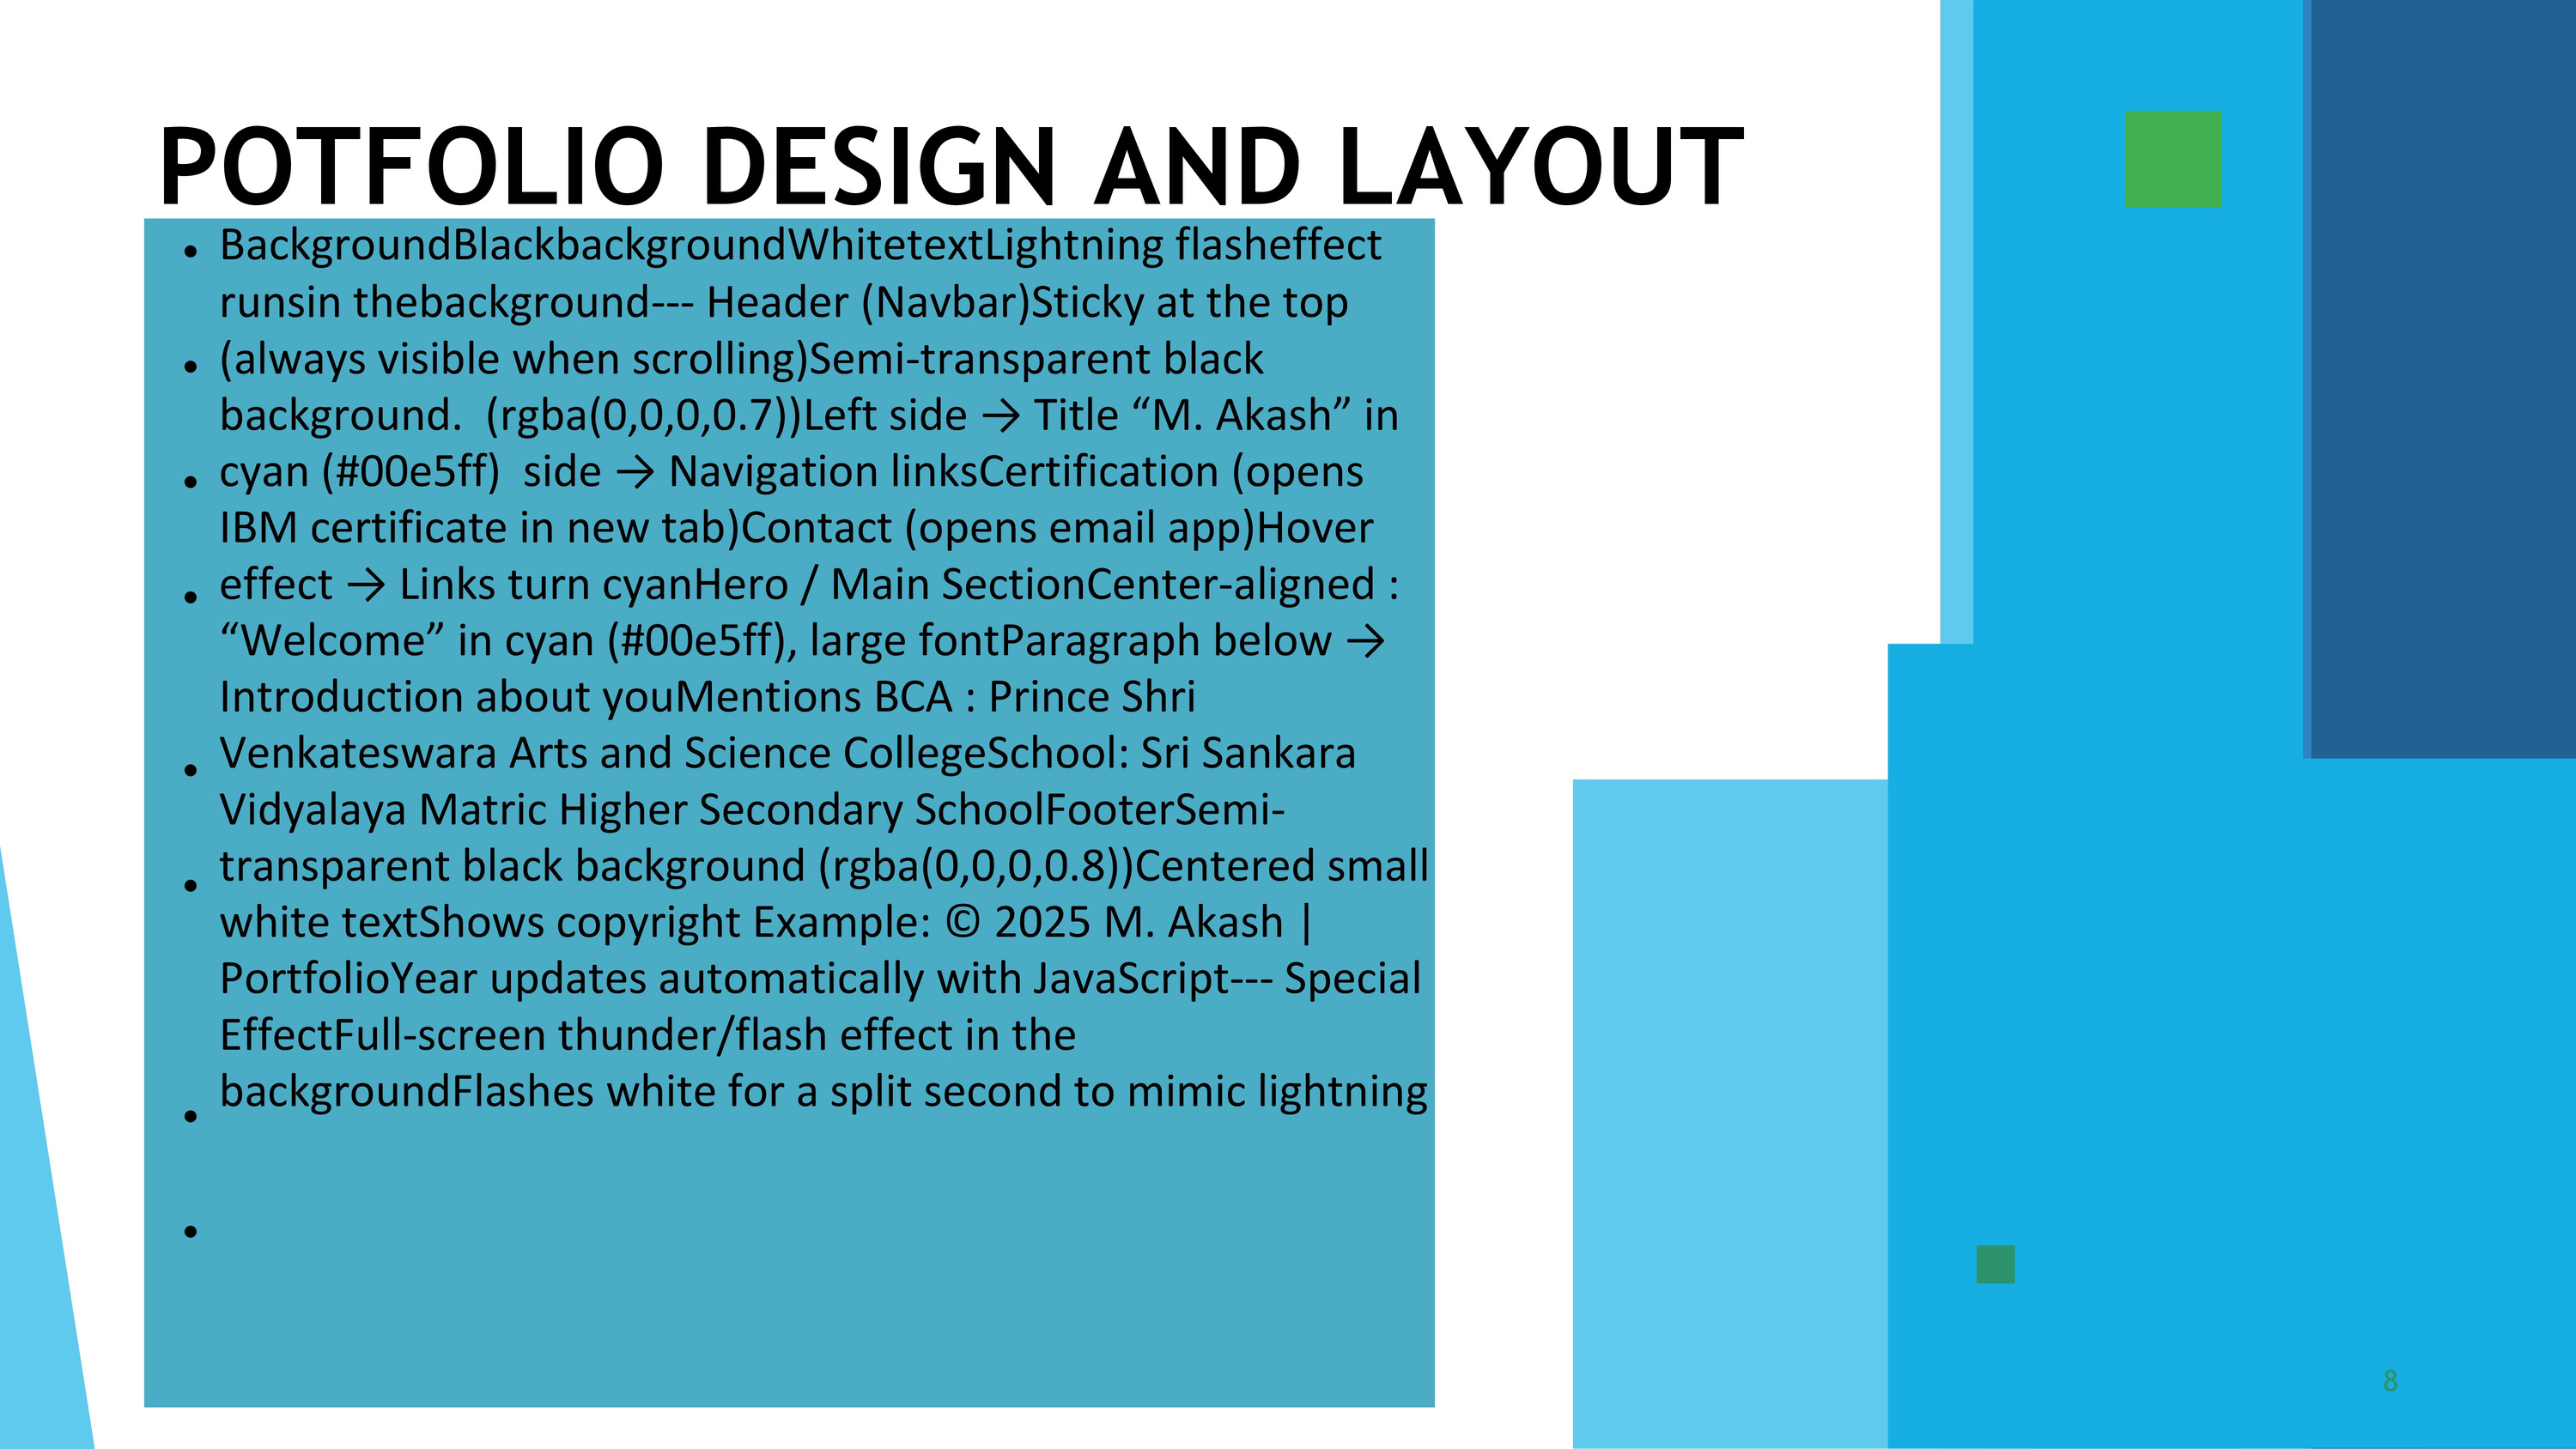 POTFOLIO DESIGN AND LAYOUT
• BackgroundBlackbackgroundWhitetextLightning flasheffect
runsin thebackground--- Header (Navbar)Sticky at the top
• (always visible when scrolling)Semi-transparent black
background.  (rgba(0,0,0,0.7))Left side → Title “M. Akash” in
• cyan (#00e5ff)  side → Navigation linksCertification (opens
IBM certificate in new tab)Contact (opens email app)Hover
• effect → Links turn cyanHero / Main SectionCenter-aligned :
“Welcome” in cyan (#00e5ff), large fontParagraph below →
Introduction about youMentions BCA : Prince Shri
• Venkateswara Arts and Science CollegeSchool: Sri Sankara
Vidyalaya Matric Higher Secondary SchoolFooterSemi-
• transparent black background (rgba(0,0,0,0.8))Centered small
white textShows copyright Example: © 2025 M. Akash |
PortfolioYear updates automatically with JavaScript--- Special
EffectFull-screen thunder/flash effect in the
• backgroundFlashes white for a split second to mimic lightning
•
8